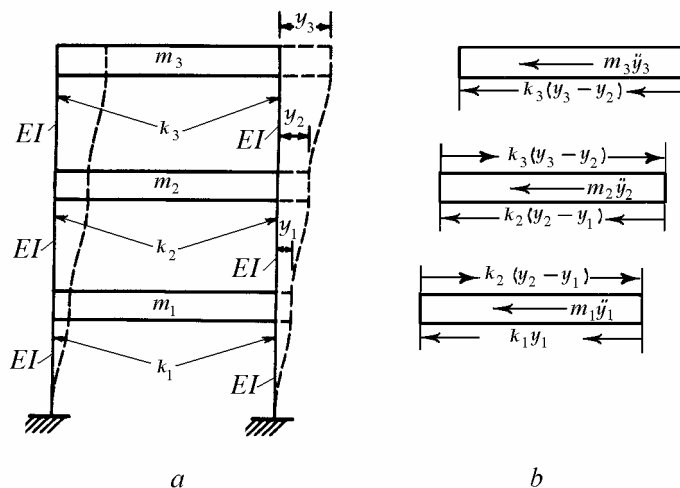 y₃
m₃
m₃ÿ₃
k₃(y₃ − y₂)
EI
k₃
EI
y₂
k₃(y₃ − y₂)
m₂
m₂ÿ₂
k₂(y₂ − y₁)
EI
k₂
EI
y₁
k₂ (y₂ − y₁)
m₁
m₁ÿ₁
k₁y₁
EI
k₁
EI
a
b